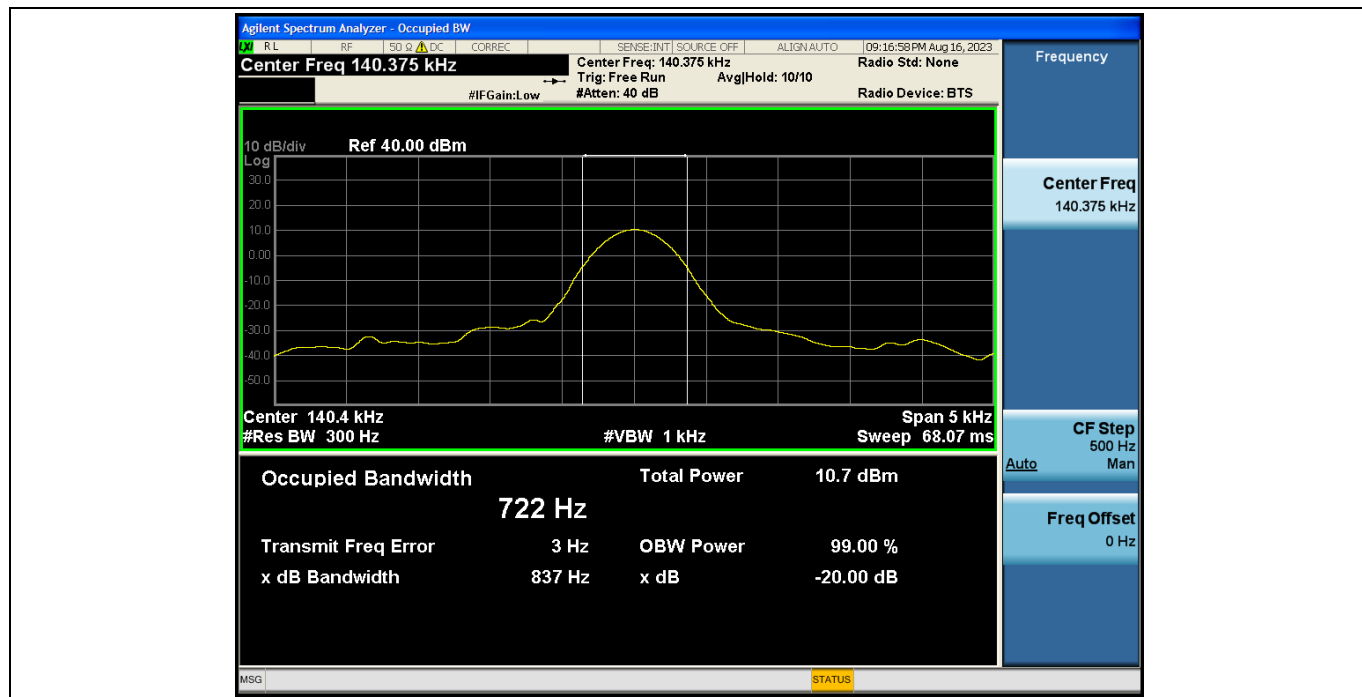 Agilent Spectrum Analyzer - Occupied BW
LXI RL RF 50 Ω DC CORREC SENSE:INT SOURCE OFF ALIGN AUTO 09:16:58 PM Aug 16, 2023
Center Freq 140.375 kHz
Center Freq: 140.375 kHz
Radio Std: None
Trig: Free Run Avg|Hold: 10/10
#IFGain:Low
#Atten: 40 dB
Radio Device: BTS
10 dB/div Ref 40.00 dBm
Log
30.0
20.0
10.0
0.00
-10.0
-20.0
-30.0
-40.0
-50.0
Center 140.4 kHz Span 5 kHz
#Res BW 300 Hz #VBW 1 kHz Sweep 68.07 ms
Occupied Bandwidth Total Power 10.7 dBm
722 Hz
Transmit Freq Error 3 Hz OBW Power 99.00 %
x dB Bandwidth 837 Hz x dB -20.00 dB
MSG STATUS
Frequency
Center Freq
140.375 kHz
CF Step
500 Hz
Auto Man
Freq Offset
0 Hz